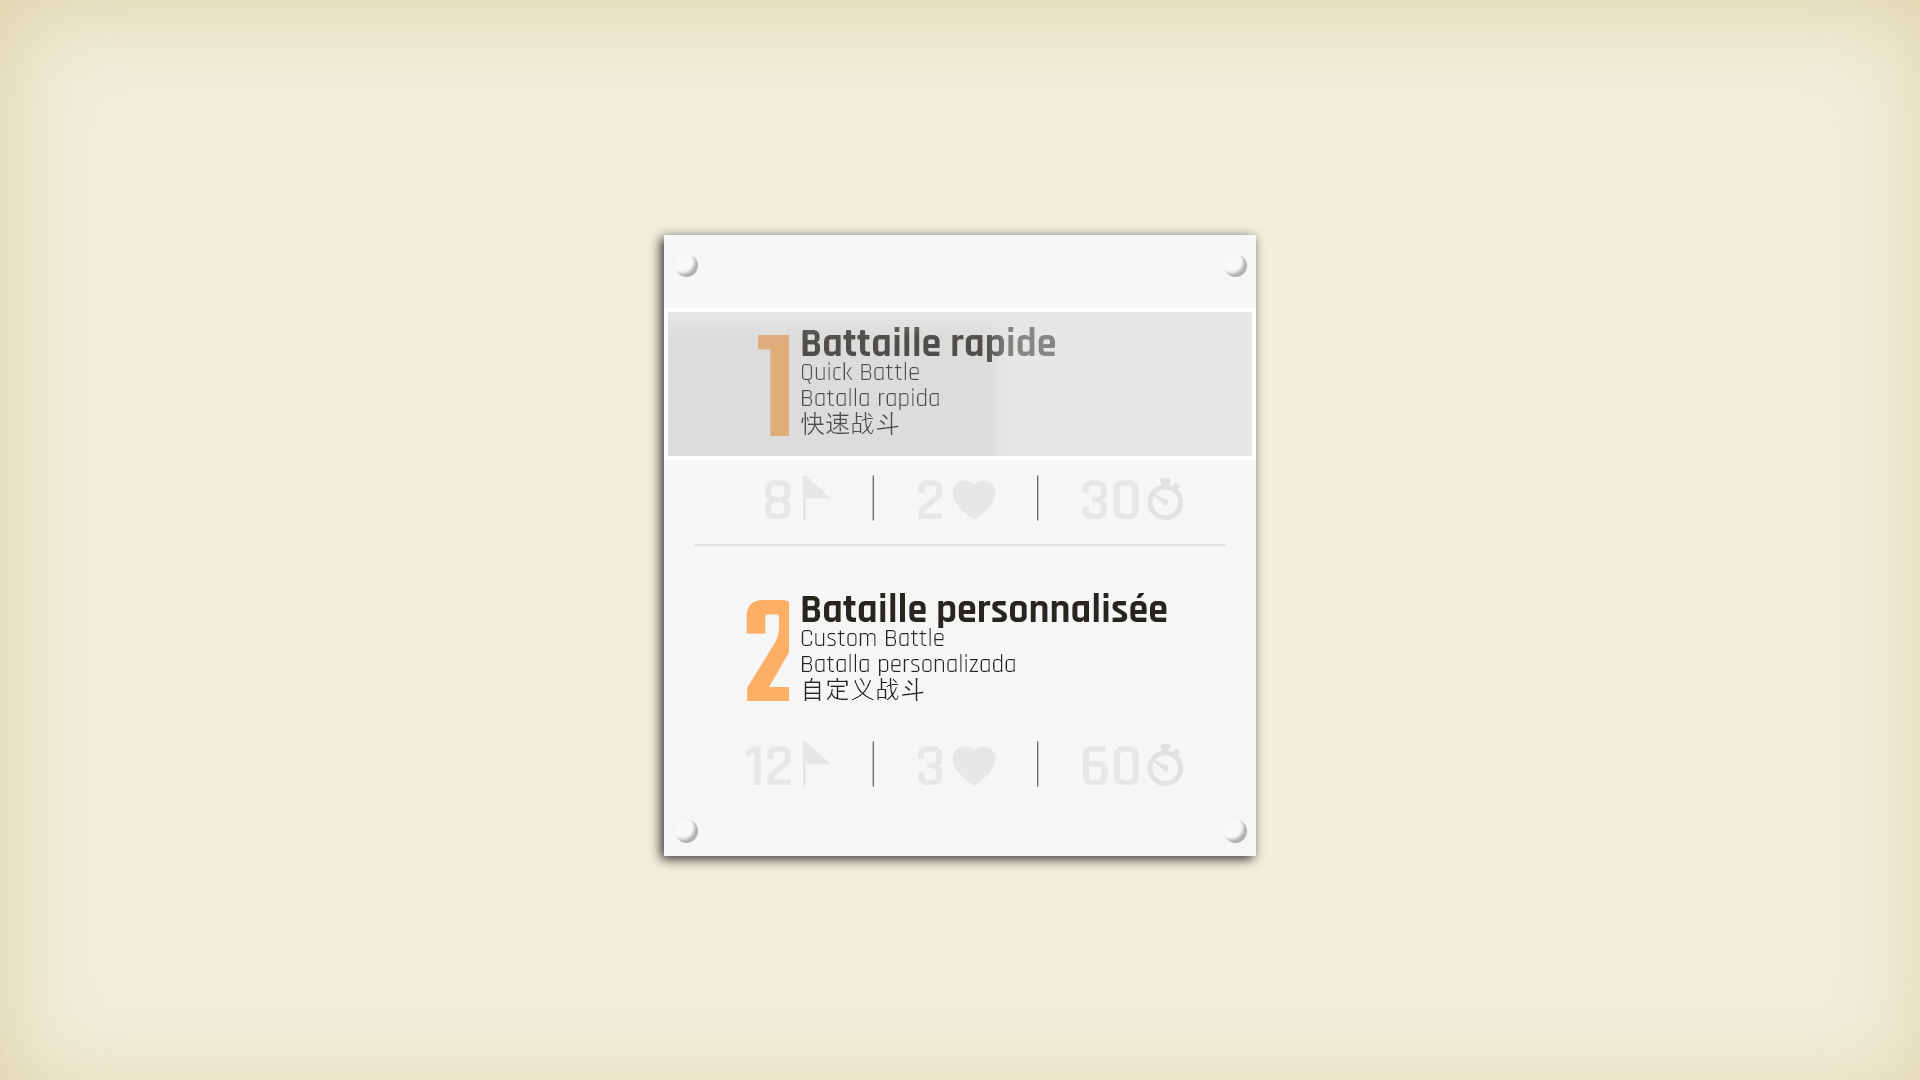 1 Battaille rapide
Quick Battle
Batalla rapida
快速战斗
8 2 30
2 Bataille personnalisée
Custom Battle
Batalla personalizada
自定义战斗
12 3 60